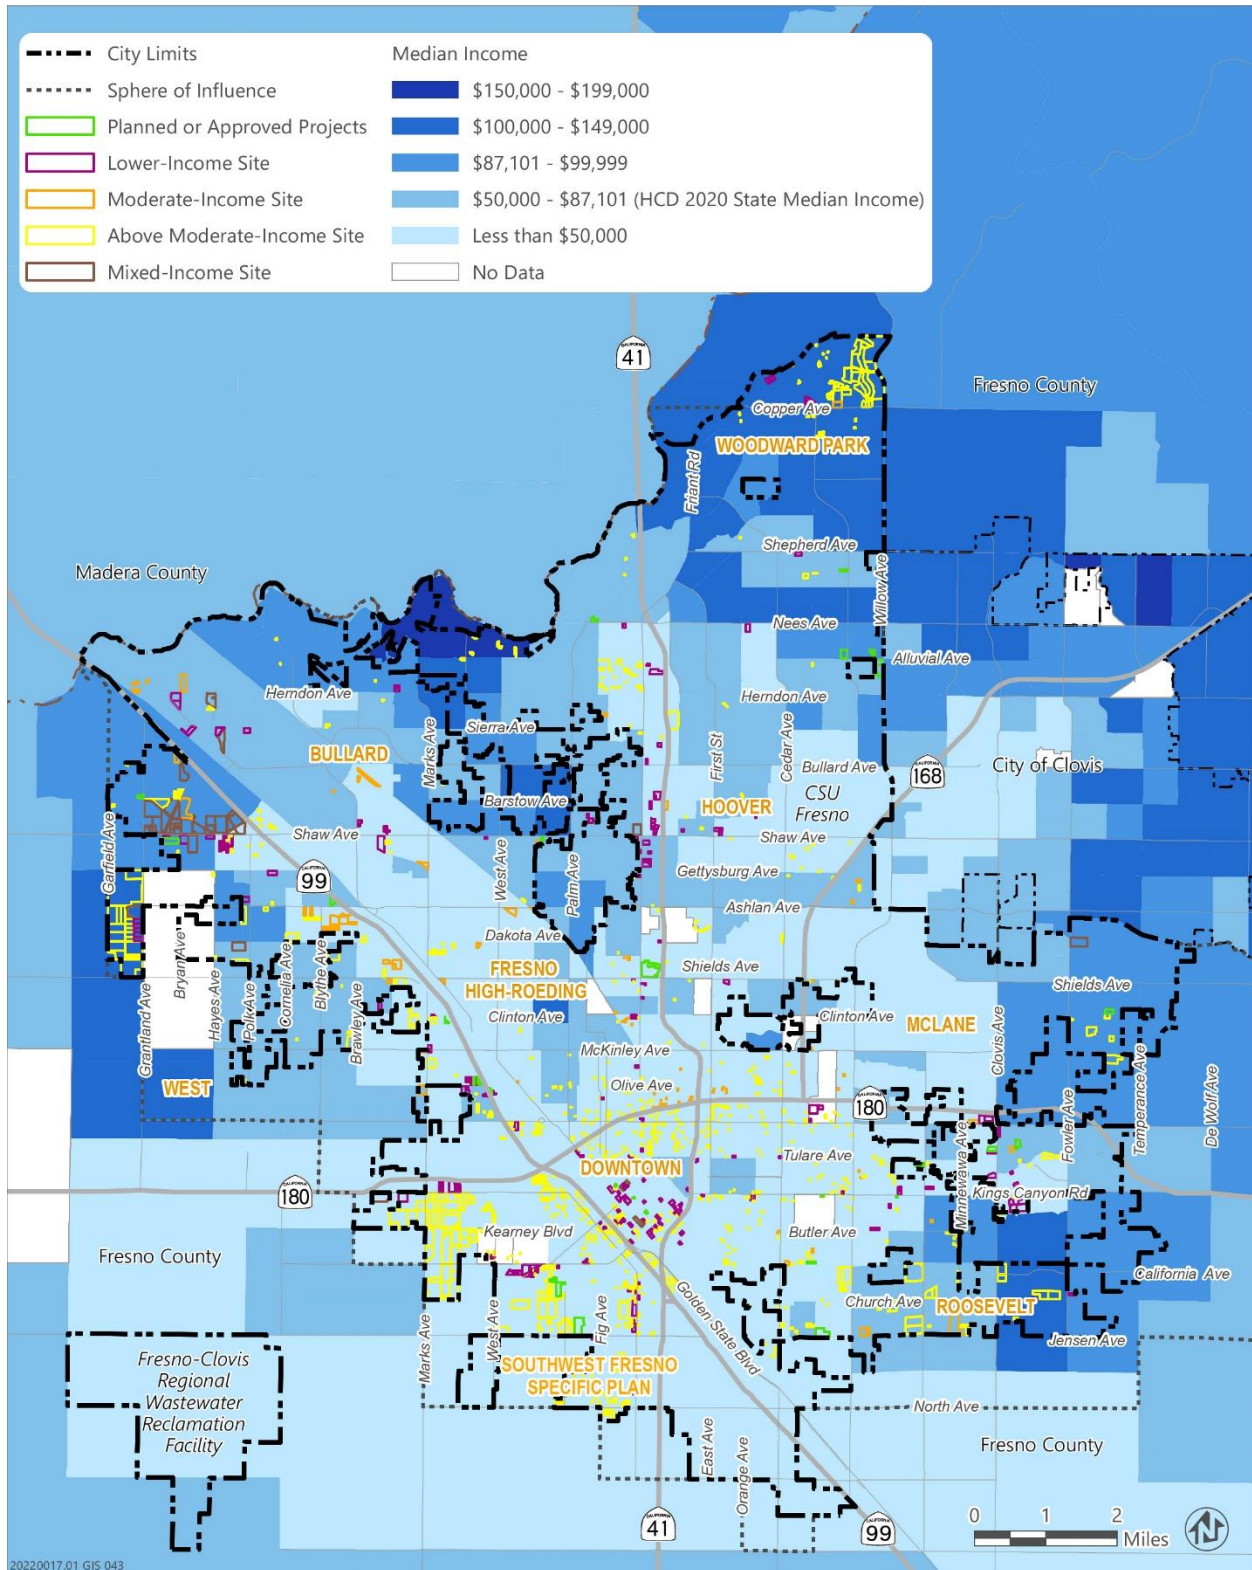 City Limits
Sphere of Influence
Planned or Approved Projects
Lower-Income Site
Moderate-Income Site
Above Moderate-Income Site
Mixed-Income Site
Median Income
$150,000 - $199,000
$100,000 - $149,000
$87,101 - $99,999
$50,000 - $87,101 (HCD 2020 State Median Income)
Less than $50,000
No Data
CALIFORNIA
41
Fresno County
Copper Ave
WOODWARD PARK
Friant Rd
Shepherd Ave
Willow Ave
Madera County
Nees Ave
Alluvial Ave
Herndon Ave
Herndon Ave
Sierra Ave
Marks Ave
BULLARD
First St
Cedar Ave
Bullard Ave
CALIFORNIA
168
City of Clovis
Barstow Ave
HOOVER
CSU
Fresno
Shaw Ave
Shaw Ave
Garfield Ave
CALIFORNIA
99
West Ave
Palm Ave
Gettysburg Ave
Ashlan Ave
Dakota Ave
Bryan Ave
Cornelia Ave
Blythe Ave
FRESNO
HIGH-ROEDING
Shields Ave
Shields Ave
Grantland Ave
Hayes Ave
Polk Ave
Brawley Ave
Clinton Ave
Clinton Ave
MCLANE
Clovis Ave
McKinley Ave
WEST
Olive Ave
CALIFORNIA
180
Minnewawa Ave
Fowler Ave
Temperance Ave
De Wolf Ave
DOWNTOWN
Tulare Ave
CALIFORNIA
180
Kings Canyon Rd
Kearney Blvd
Butler Ave
Fresno County
California Ave
Golden State Blvd
Church Ave
ROOSEVELT
Marks Ave
West Ave
Fig Ave
Jensen Ave
SOUTHWEST FRESNO
SPECIFIC PLAN
Fresno-Clovis
Regional
Wastewater
Reclamation
Facility
North Ave
East Ave
Orange Ave
Fresno County
CALIFORNIA
41
CALIFORNIA
99
0 1 2
Miles
N
20220017.01 GIS 043